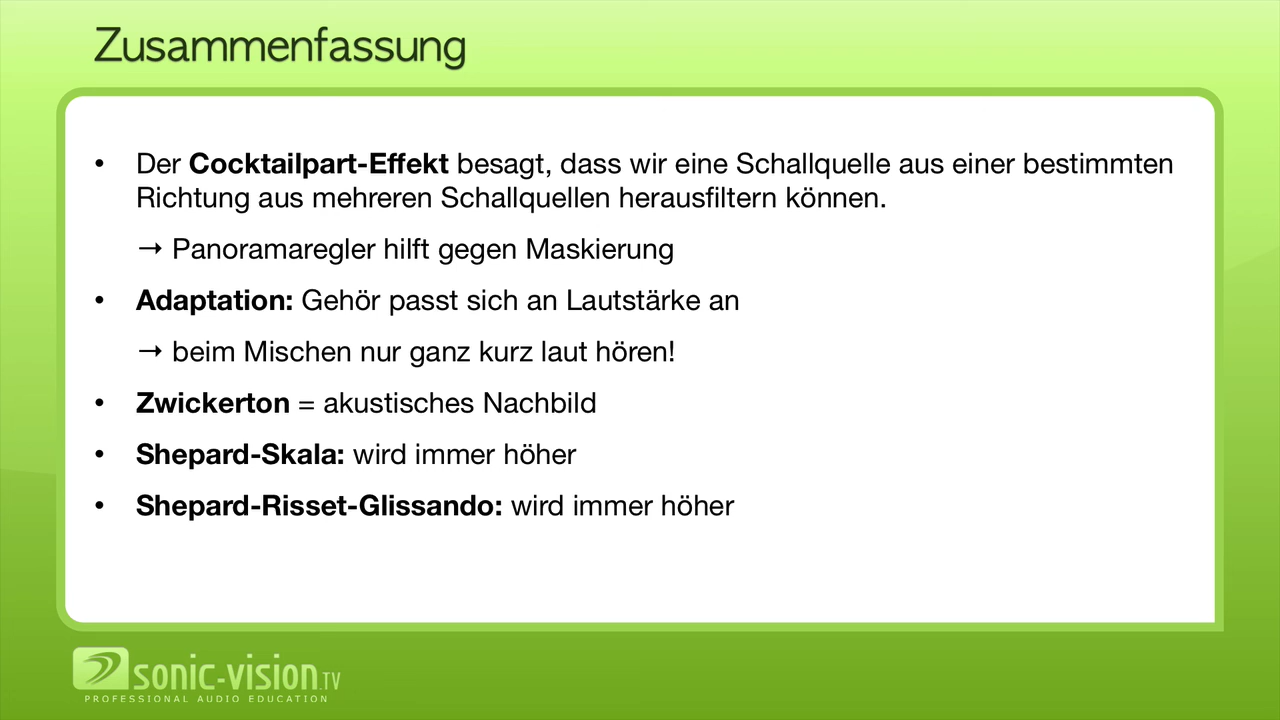 Zusammenfassung
• Der Cocktailpart-Effekt besagt, dass wir eine Schallquelle aus einer bestimmten
Richtung aus mehreren Schallquellen herausfiltern können.
→ Panoramaregler hilft gegen Maskierung
• Adaptation: Gehör passt sich an Lautstärke an
→ beim Mischen nur ganz kurz laut hören!
• Zwickerton = akustisches Nachbild
• Shepard-Skala: wird immer höher
• Shepard-Risset-Glissando: wird immer höher
sonic-vision.TV
PROFESSIONAL AUDIO EDUCATION